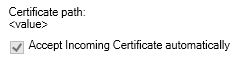 Certificate path:
<value>
Accept Incoming Certificate automatically